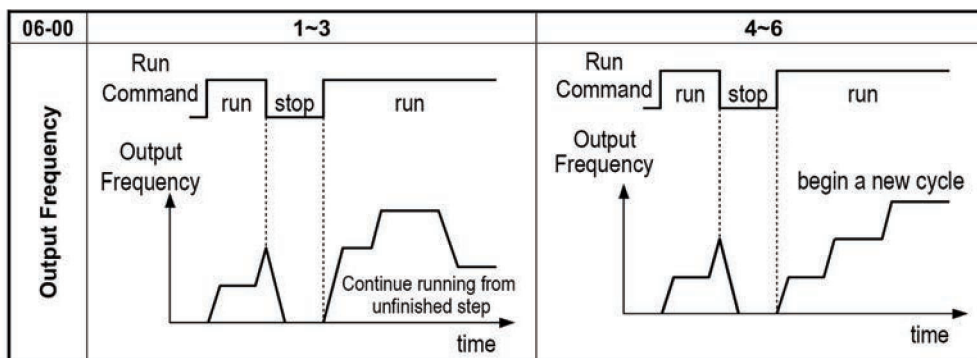 06-00
1~3
4~6
Output Frequency
Run
Command
run
stop
run
Output
Frequency
Continue running from
unfinished step
time
Run
Command
run
stop
run
Output
Frequency
begin a new cycle
time